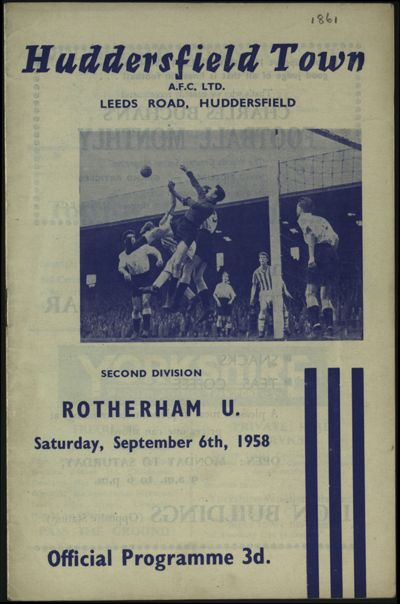 1861
Huddersfield Town
A.F.C. LTD.
LEEDS ROAD, HUDDERSFIELD
SECOND DIVISION
ROTHERHAM U.
Saturday, September 6th, 1958
Official Programme 3d.